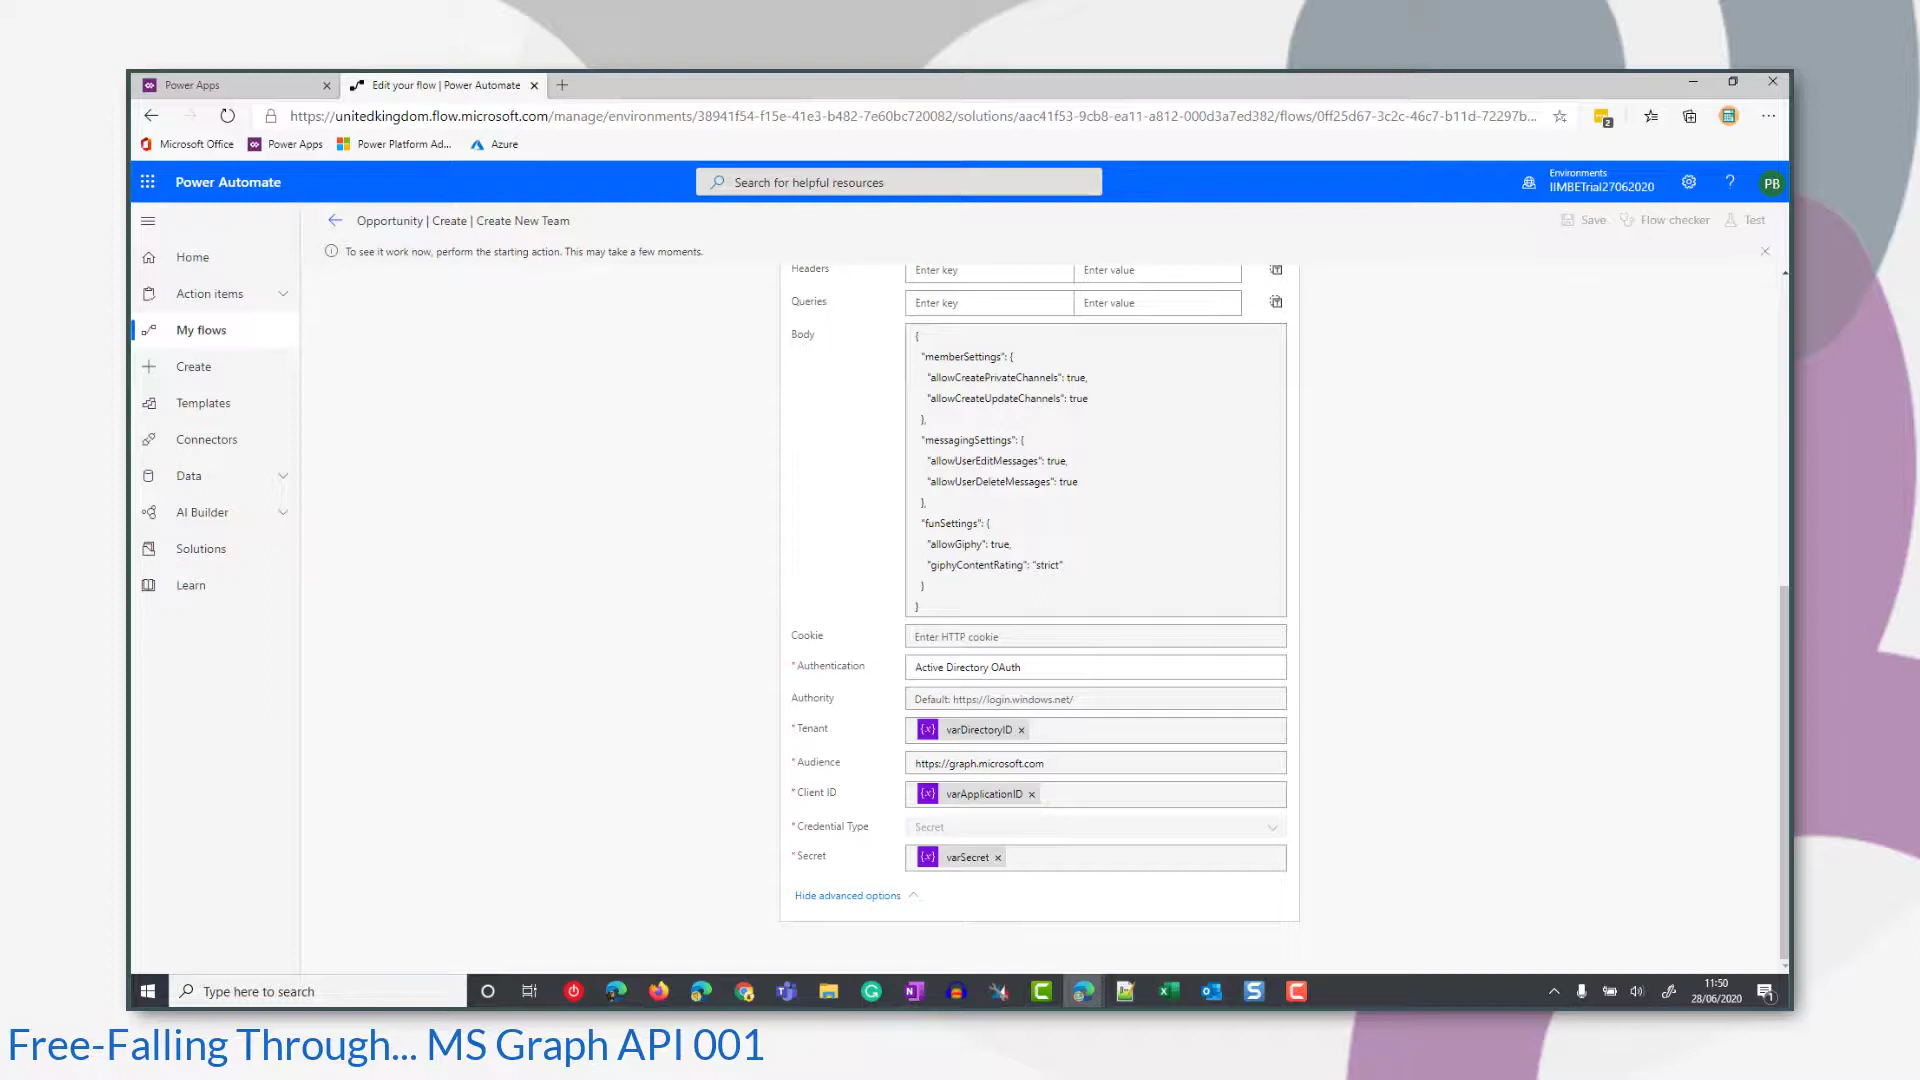 Power Apps
Edit your flow | Power Automate
https://unitedkingdom.flow.microsoft.com/manage/environments/38941f54-f15e-41e3-b482-7e60bc720082/solutions/aac41f53-9cb8-ea11-a812-000d3a7ed382/flows/0ff25d67-3c2c-46c7-b11d-72297b...
2
Microsoft Office
Power Apps
Power Platform Ad...
Azure
Power Automate
Search for helpful resources
Environments
IIMBETrial27062020
?
PB
Opportunity | Create | Create New Team
Save
Flow checker
Test
To see it work now, perform the starting action. This may take a few moments.
Home
Action items
My flows
Create
Templates
Connectors
Data
AI Builder
Solutions
Learn
Headers
Enter key
Enter value
Queries
Enter key
Enter value
Body
{
"memberSettings": {
"allowCreatePrivateChannels": true,
"allowCreateUpdateChannels": true
},
"messagingSettings": {
"allowUserEditMessages": true,
"allowUserDeleteMessages": true
},
"funSettings": {
"allowGiphy": true,
"giphyContentRating": "strict"
}
}
Cookie
Enter HTTP cookie
* Authentication
Active Directory OAuth
Authority
Default: https://login.windows.net/
* Tenant
{x} varDirectoryID ×
* Audience
https://graph.microsoft.com
* Client ID
{x} varApplicationID ×
* Credential Type
Secret
* Secret
{x} varSecret ×
Hide advanced options
Type here to search
11:50
28/06/2020
1
Free-Falling Through... MS Graph API 001